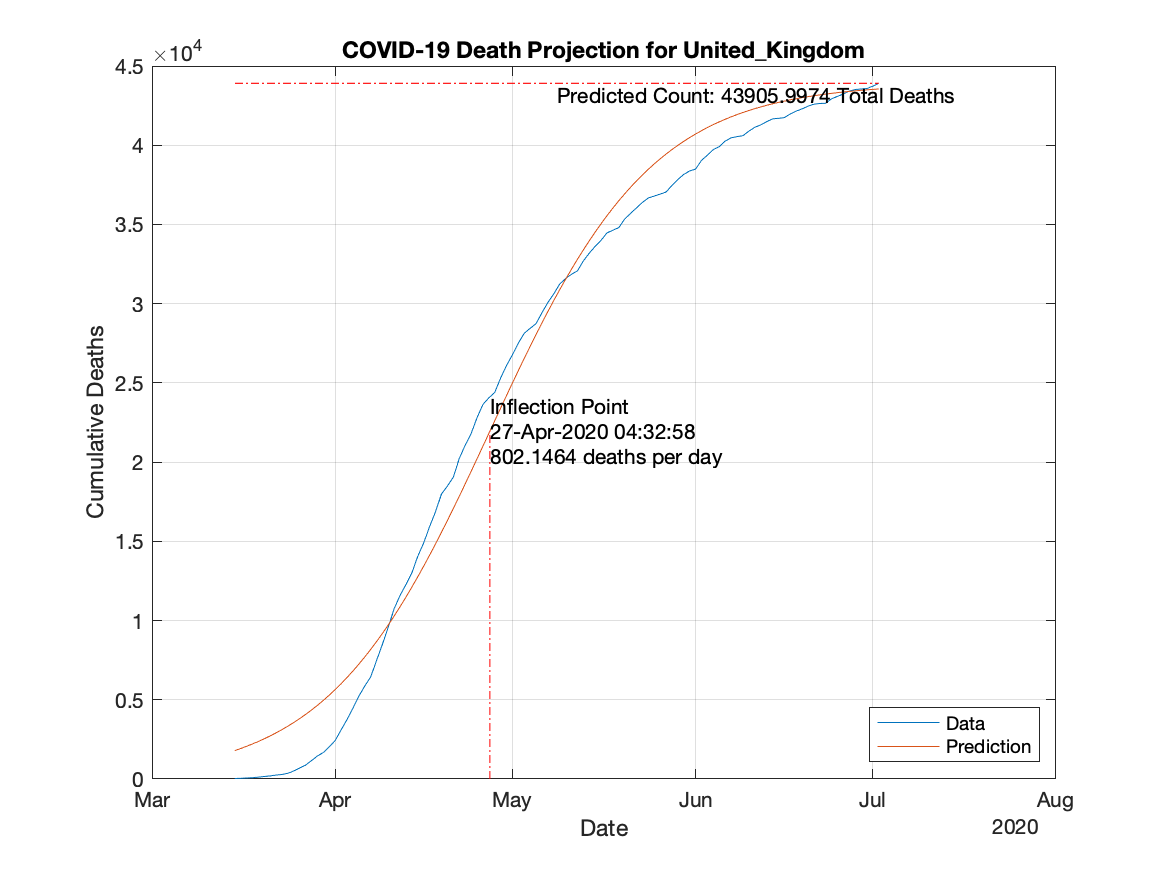 COVID-19 Death Projection for United_Kingdom
×10⁴
4.5
4
3.5
3
2.5
2
1.5
1
0.5
0
Cumulative Deaths
Predicted Count: 43905.9974 Total Deaths
Inflection Point
27-Apr-2020 04:32:58
802.1464 deaths per day
Data
Prediction
Mar Apr May Jun Jul Aug
Date
2020